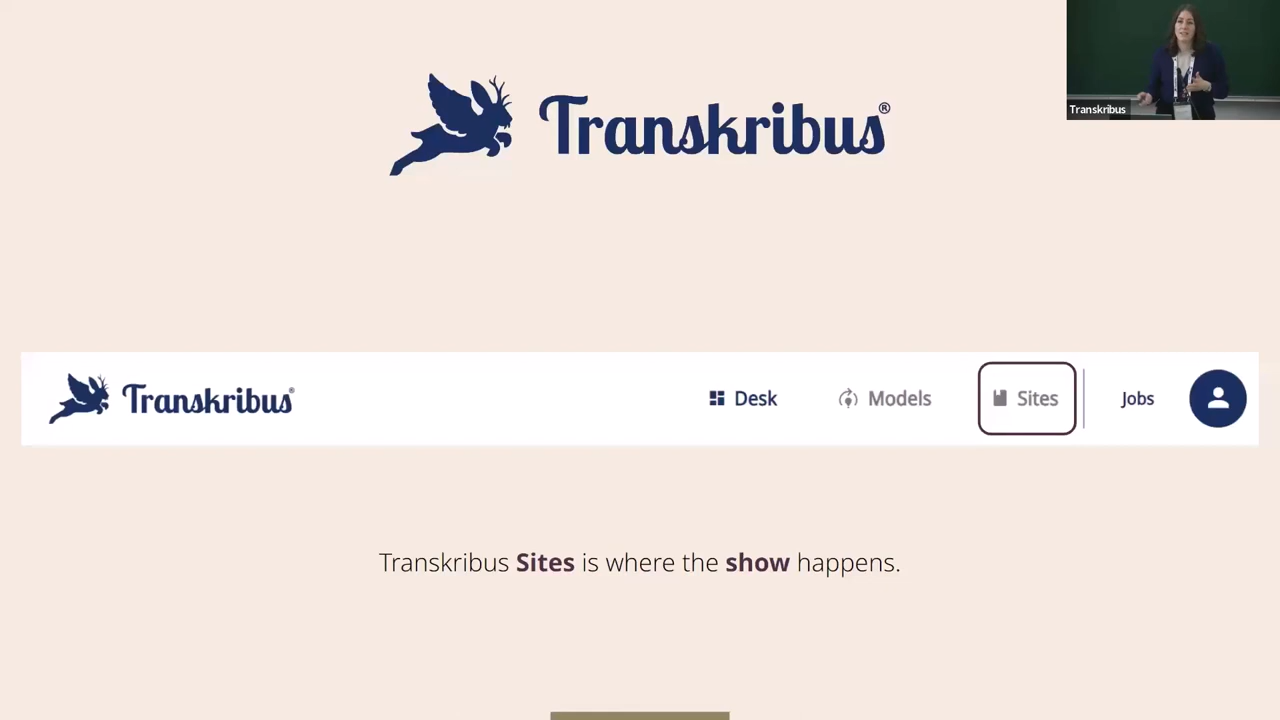 Transkribus®
Transkribus
Transkribus®
Desk
Models
Sites
Jobs
Transkribus Sites is where the show happens.